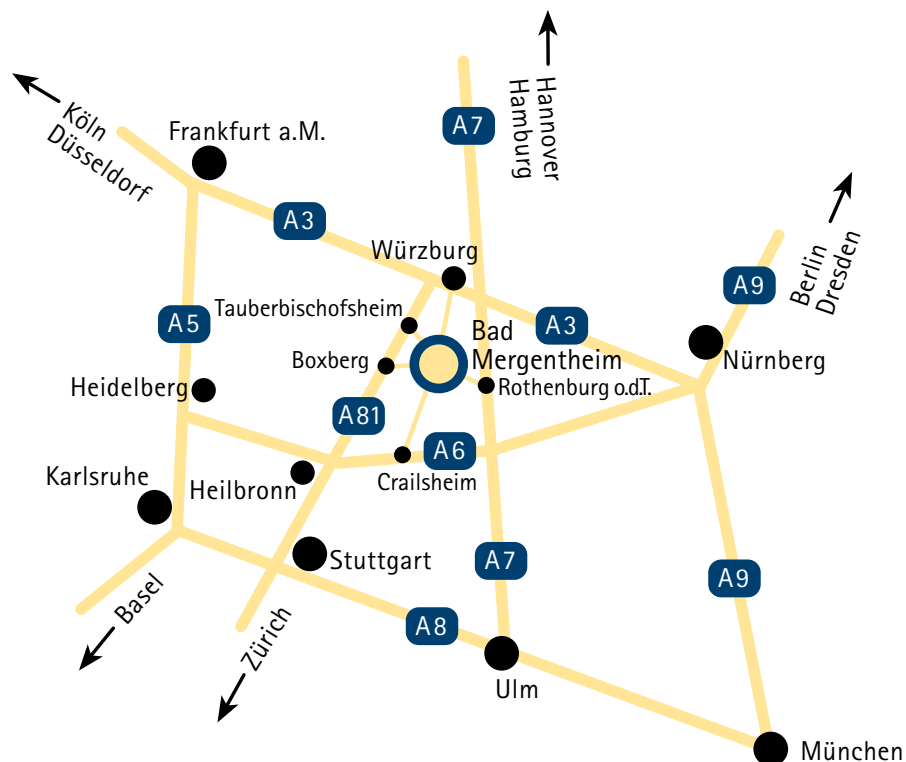 Köln
Düsseldorf
Frankfurt a.M.
A7
Hannover
Hamburg
A3
Würzburg
Berlin
Dresden
A9
Tauberbischofsheim
A5
A3
Bad
Mergentheim
Nürnberg
Boxberg
Heidelberg
Rothenburg o.d.T.
A81
A6
Karlsruhe
Heilbronn
Crailsheim
Stuttgart
A7
A9
Basel
Zürich
A8
Ulm
München